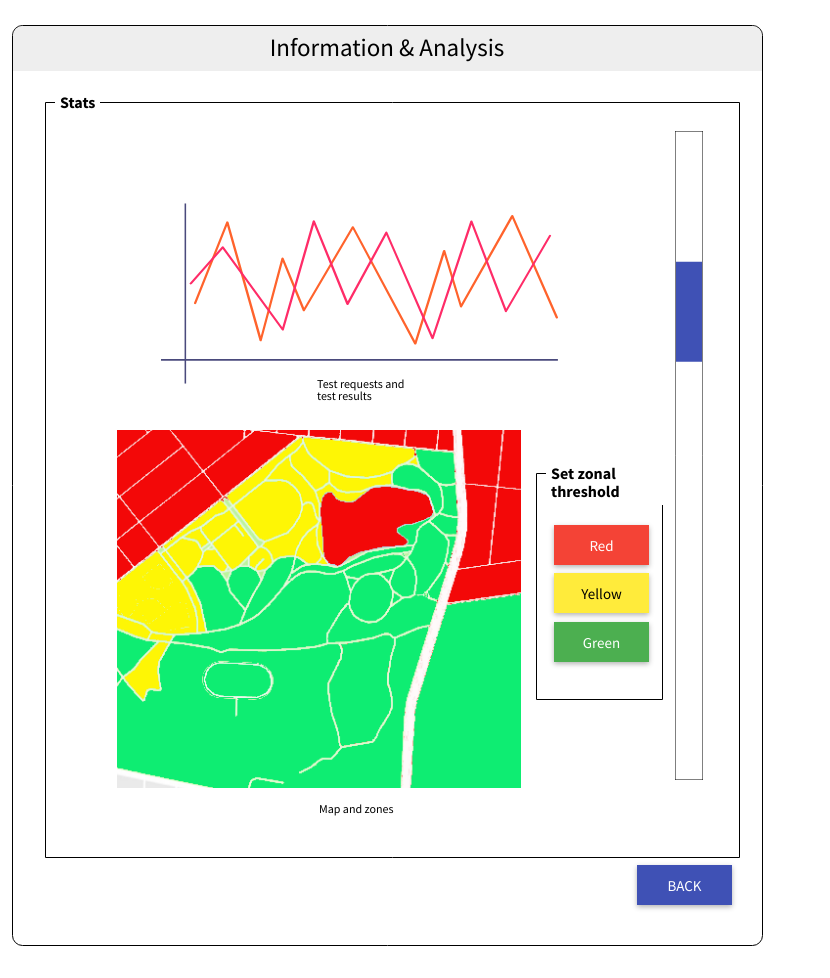 Information & Analysis
Stats
Test requests and
test results
Set zonal
threshold
Red
Yellow
Green
Map and zones
BACK